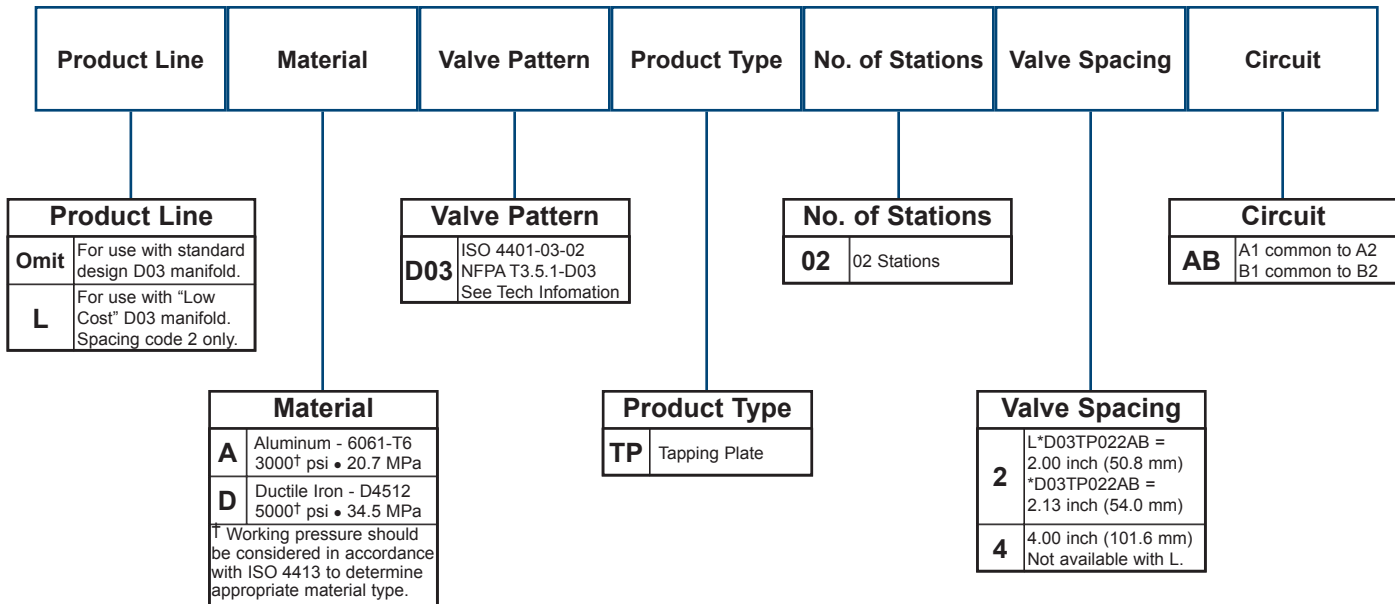 Product Line
Material
Valve Pattern
Product Type
No. of Stations
Valve Spacing
Circuit
Product Line
Omit
For use with standard
design D03 manifold.
L
For use with “Low
Cost” D03 manifold.
Spacing code 2 only.
Valve Pattern
D03
ISO 4401-03-02
NFPA T3.5.1-D03
See Tech Infomation
No. of Stations
02
02 Stations
Circuit
AB
A1 common to A2
B1 common to B2
Material
A
Aluminum - 6061-T6
3000† psi • 20.7 MPa
D
Ductile Iron - D4512
5000† psi • 34.5 MPa
† Working pressure should
be considered in accordance
with ISO 4413 to determine
appropriate material type.
Product Type
TP
Tapping Plate
Valve Spacing
2
L*D03TP022AB =
2.00 inch (50.8 mm)
*D03TP022AB =
2.13 inch (54.0 mm)
4
4.00 inch (101.6 mm)
Not available with L.